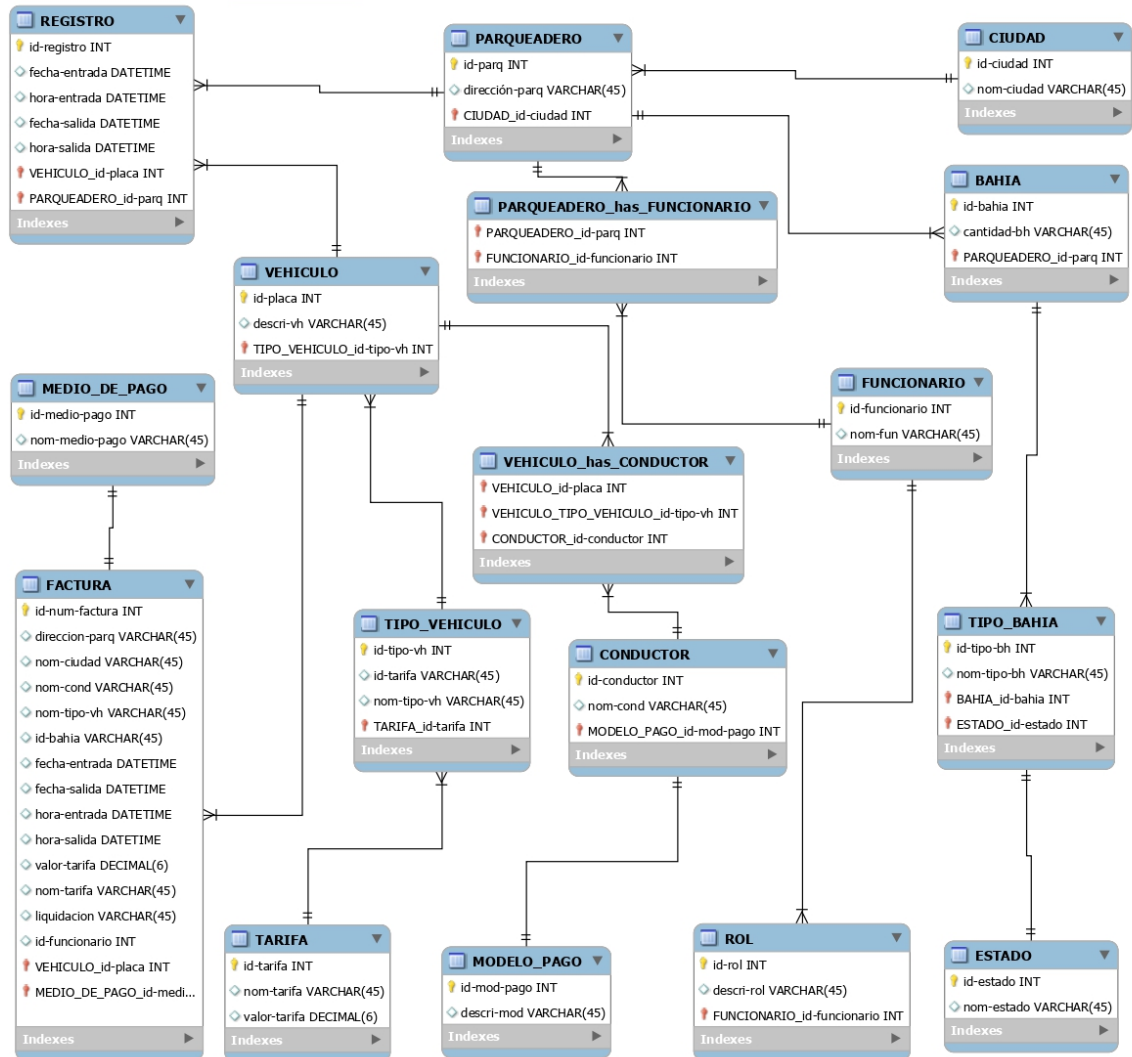 REGISTRO
id-registro INT
fecha-entrada DATETIME
hora-entrada DATETIME
fecha-salida DATETIME
hora-salida DATETIME
VEHICULO_id-placa INT
PARQUEADERO_id-parq INT
Indexes
PARQUEADERO
id-parq INT
dirección-parq VARCHAR(45)
CIUDAD_id-ciudad INT
Indexes
CIUDAD
id-ciudad INT
nom-ciudad VARCHAR(45)
Indexes
PARQUEADERO_has_FUNCIONARIO
PARQUEADERO_id-parq INT
FUNCIONARIO_id-funcionario INT
Indexes
BAHIA
id-bahia INT
cantidad-bh VARCHAR(45)
PARQUEADERO_id-parq INT
Indexes
VEHICULO
id-placa INT
descri-vh VARCHAR(45)
TIPO_VEHICULO_id-tipo-vh INT
Indexes
MEDIO_DE_PAGO
id-medio-pago INT
nom-medio-pago VARCHAR(45)
Indexes
FUNCIONARIO
id-funcionario INT
nom-fun VARCHAR(45)
Indexes
VEHICULO_has_CONDUCTOR
VEHICULO_id-placa INT
VEHICULO_TIPO_VEHICULO_id-tipo-vh INT
CONDUCTOR_id-conductor INT
Indexes
FACTURA
id-num-factura INT
direccion-parq VARCHAR(45)
nom-ciudad VARCHAR(45)
nom-cond VARCHAR(45)
nom-tipo-vh VARCHAR(45)
id-bahia VARCHAR(45)
fecha-entrada DATETIME
fecha-salida DATETIME
hora-entrada DATETIME
hora-salida DATETIME
valor-tarifa DECIMAL(6)
nom-tarifa VARCHAR(45)
liquidacion VARCHAR(45)
id-funcionario INT
VEHICULO_id-placa INT
MEDIO_DE_PAGO_id-medi...
Indexes
TIPO_VEHICULO
id-tipo-vh INT
id-tarifa VARCHAR(45)
nom-tipo-vh VARCHAR(45)
TARIFA_id-tarifa INT
Indexes
CONDUCTOR
id-conductor INT
nom-cond VARCHAR(45)
MODELO_PAGO_id-mod-pago INT
Indexes
TIPO_BAHIA
id-tipo-bh INT
nom-tipo-bh VARCHAR(45)
BAHIA_id-bahia INT
ESTADO_id-estado INT
Indexes
TARIFA
id-tarifa INT
nom-tarifa VARCHAR(45)
valor-tarifa DECIMAL(6)
Indexes
MODELO_PAGO
id-mod-pago INT
descri-mod VARCHAR(45)
Indexes
ROL
id-rol INT
descri-rol VARCHAR(45)
FUNCIONARIO_id-funcionario INT
Indexes
ESTADO
id-estado INT
nom-estado VARCHAR(45)
Indexes